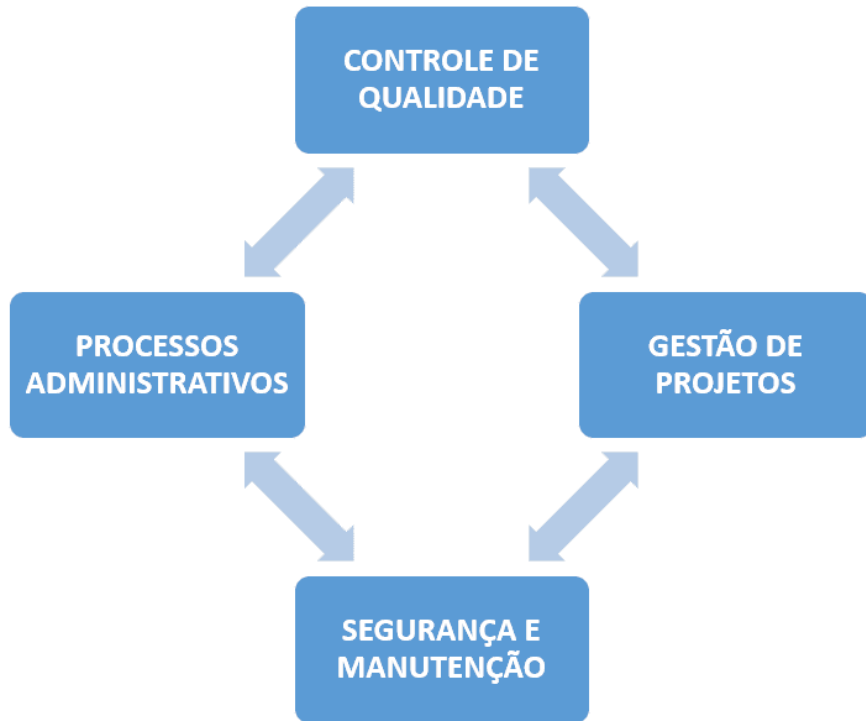 CONTROLE DE
QUALIDADE
PROCESSOS
ADMINISTRATIVOS
GESTÃO DE
PROJETOS
SEGURANÇA E
MANUTENÇÃO